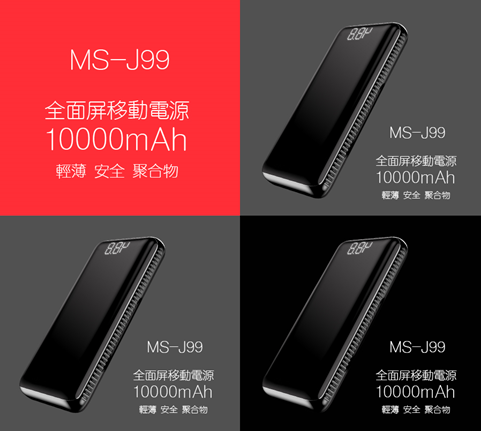 MS-J99
全面屏移動電源
10000mAh
輕薄 安全 聚合物
8.8%
MS-J99
全面屏移動電源
10000mAh
輕薄 安全 聚合物
MS-J99
全面屏移動電源
10000mAh
輕薄 安全 聚合物
MS-J99
全面屏移動電源
10000mAh
輕薄 安全 聚合物